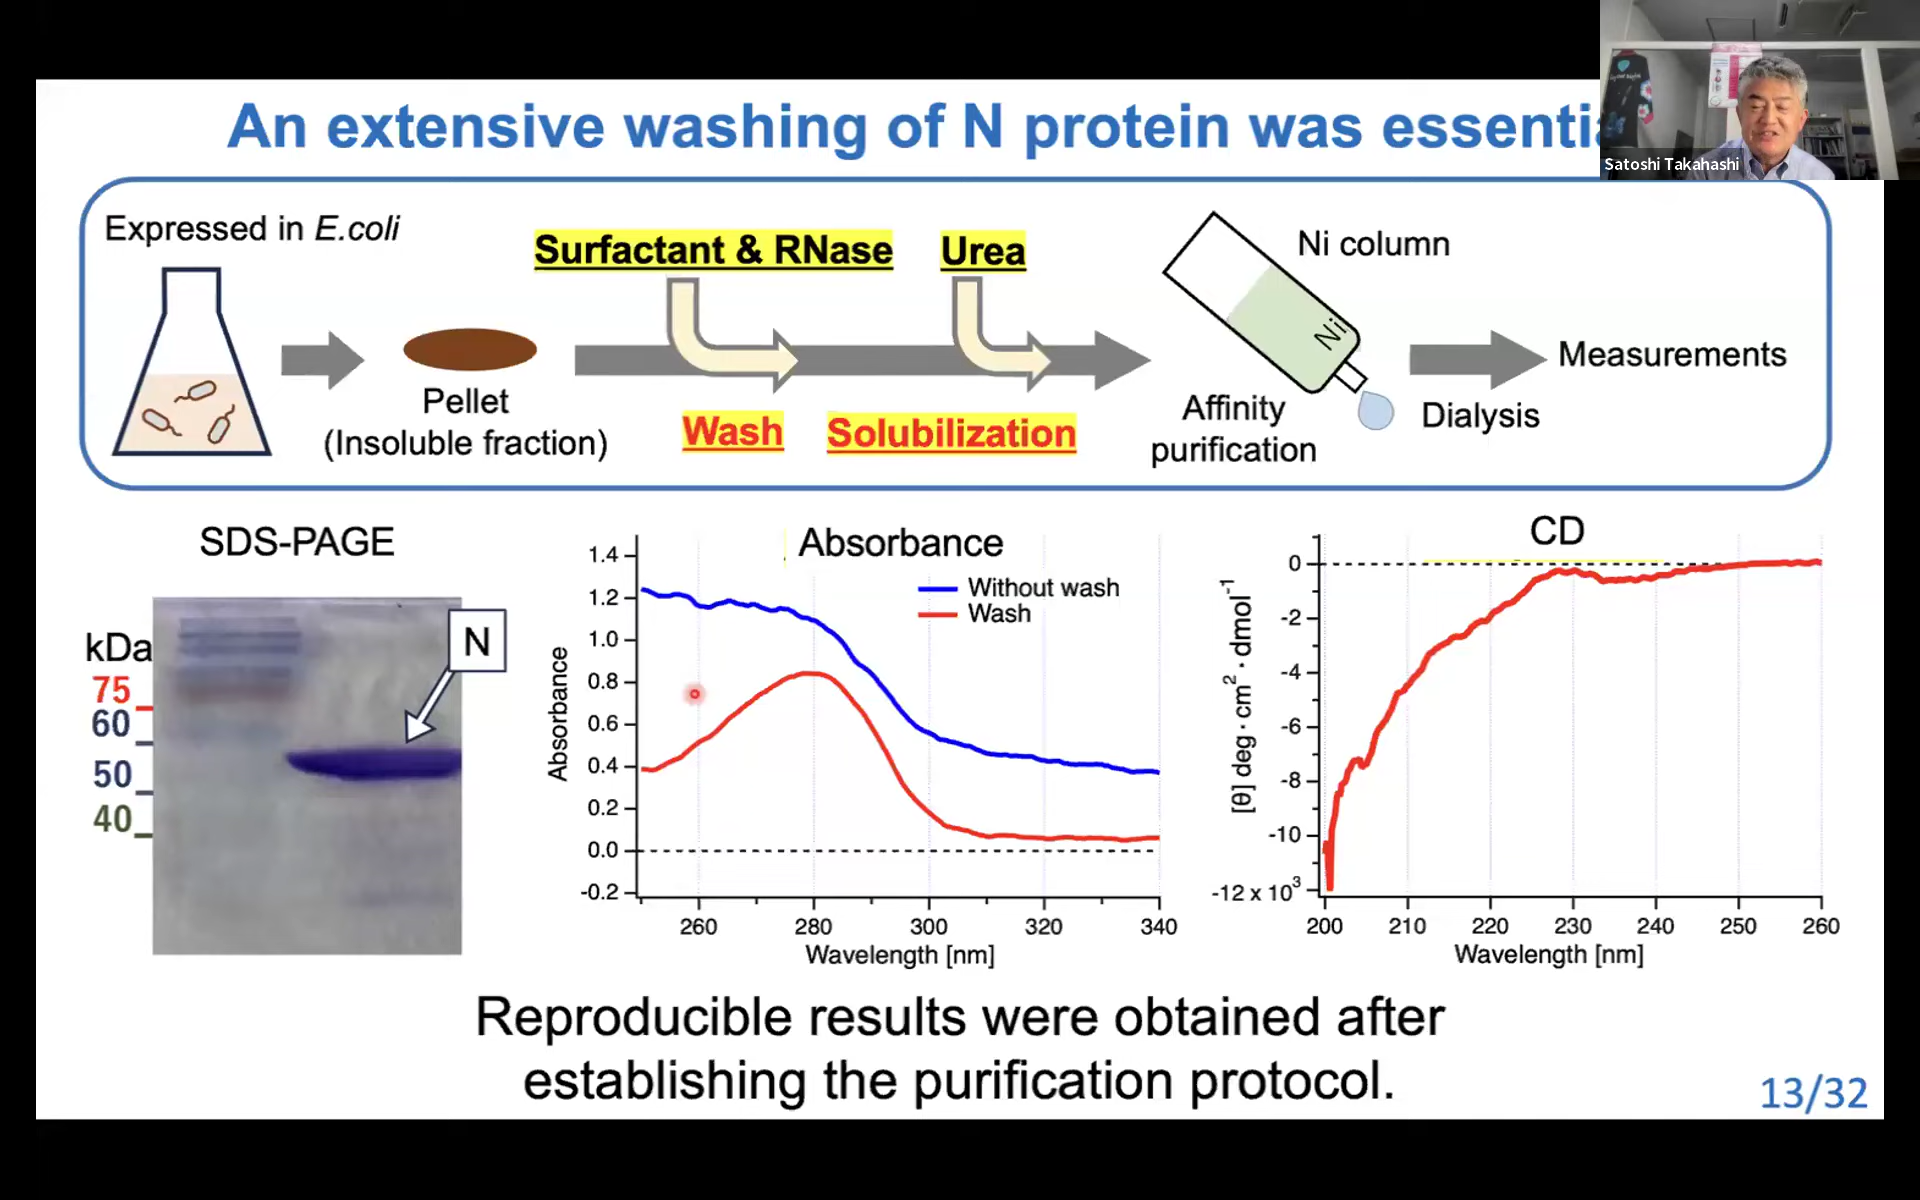 An extensive washing of N protein was essenti
Satoshi Takahashi
Expressed in E.coli
Surfactant & RNase
Urea
Ni column
Ni
Pellet
(Insoluble fraction)
Wash
Solubilization
Affinity
purification
Dialysis
Measurements
SDS-PAGE
kDa
75
60
50
40
N
Absorbance
Without wash
Wash
Absorbance
1.4
1.2
1.0
0.8
0.6
0.4
0.2
0.0
-0.2
260 280 300 320 340
Wavelength [nm]
CD
[θ] deg·cm²·dmol⁻¹
0
-2
-4
-6
-8
-10
-12 x 10³
200 210 220 230 240 250 260
Wavelength [nm]
Reproducible results were obtained after
establishing the purification protocol.
13/32